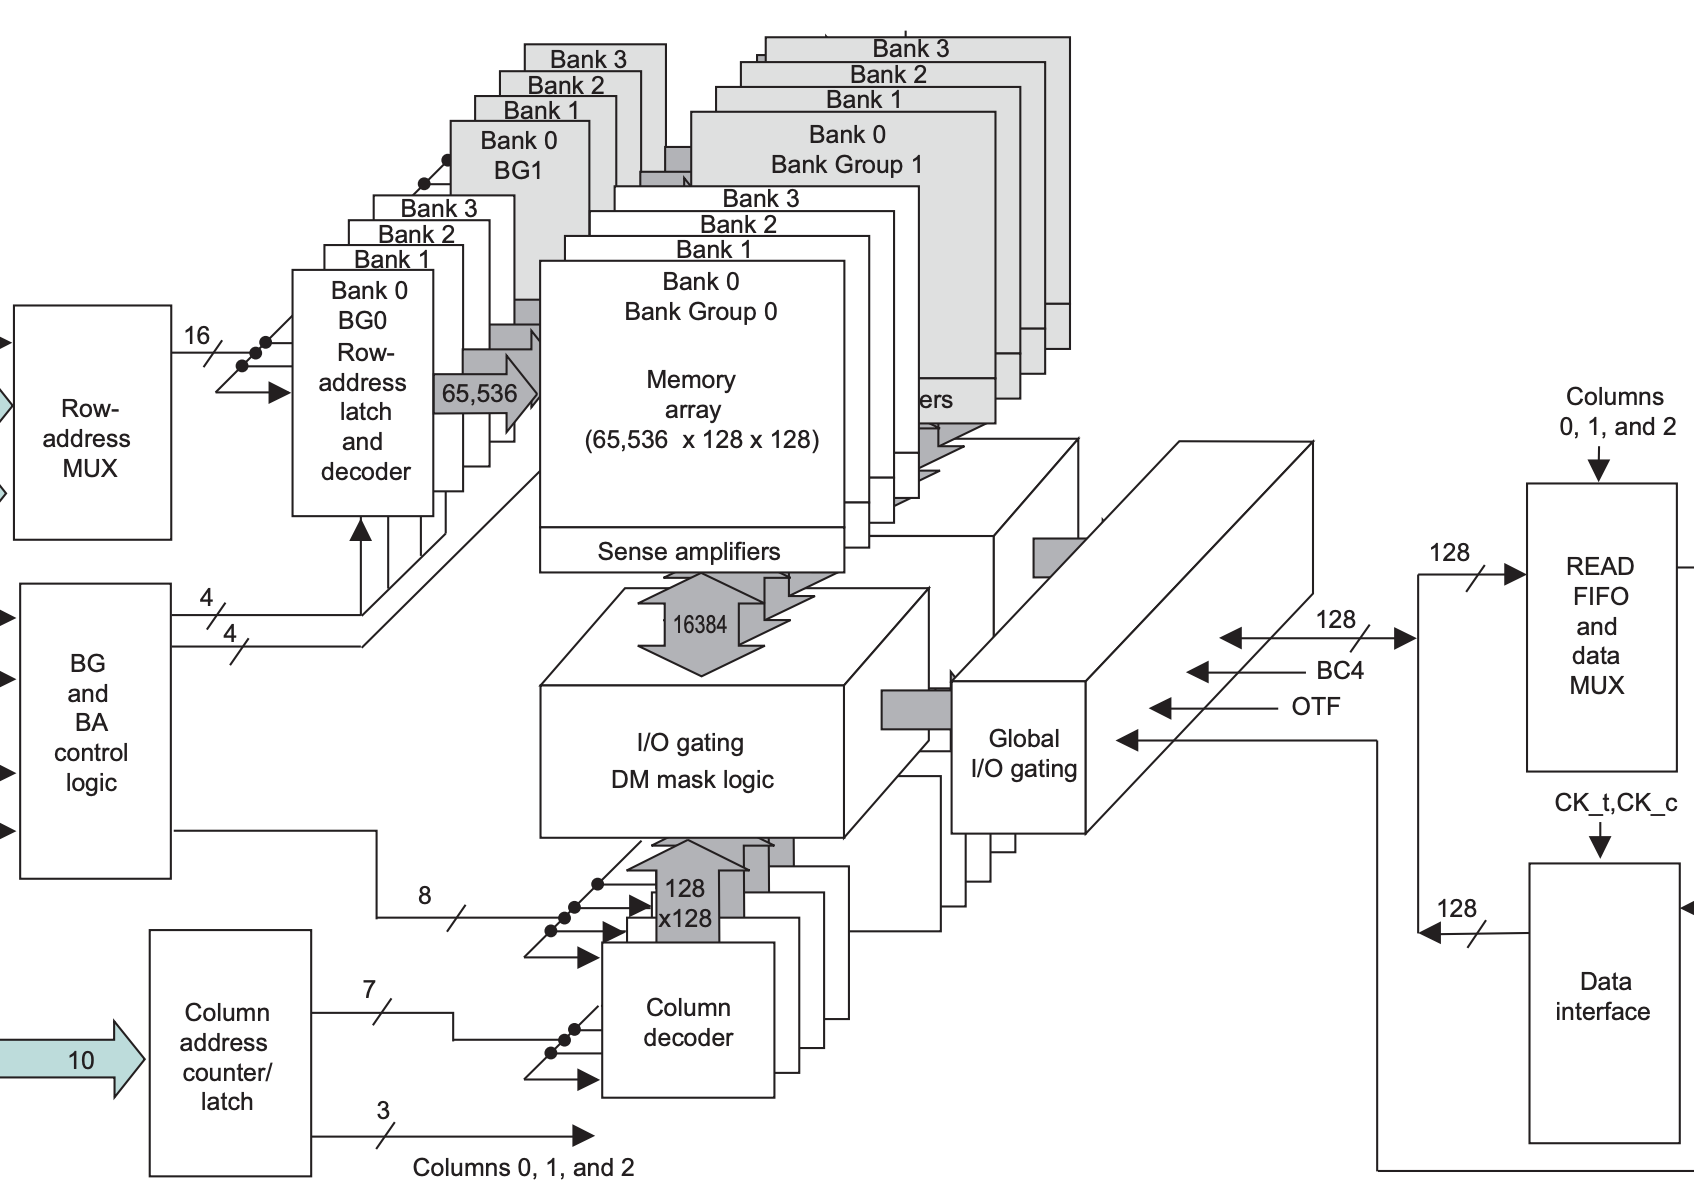 Bank 3
Bank 2
Bank 1
Bank 0
BG1
Bank 3
Bank 2
Bank 1
Bank 0
Bank Group 1
ers
Bank 3
Bank 2
Bank 1
Bank 0
BG0
Row-
address
latch
and
decoder
Bank 3
Bank 2
Bank 1
Bank 0
Bank Group 0
Memory
array
(65,536 x 128 x 128)
Sense amplifiers
16
Row-
address
MUX
65,536
4
4
BG
and
BA
control
logic
16384
I/O gating
DM mask logic
Global
I/O gating
128
BC4
OTF
Columns
0, 1, and 2
128
READ
FIFO
and
data
MUX
CK_t,CK_c
128
Data
interface
8
128
x128
Column
decoder
7
10
Column
address
counter/
latch
3
Columns 0, 1, and 2